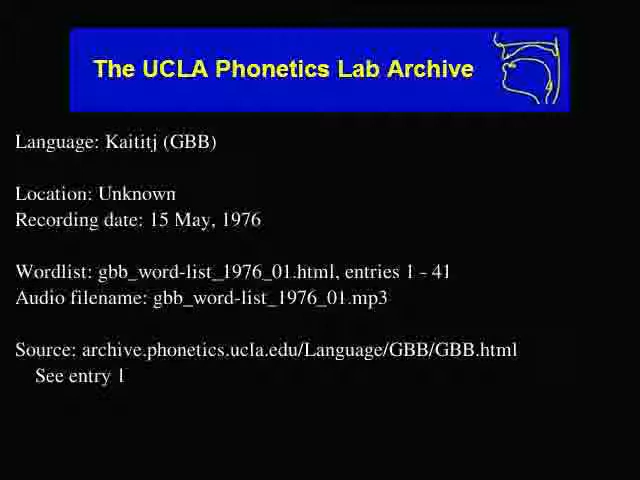 The UCLA Phonetics Lab Archive
Language: Kaititj (GBB)
Location: Unknown
Recording date: 15 May, 1976
Wordlist: gbb_word-list_1976_01.html, entries 1 - 41
Audio filename: gbb_word-list_1976_01.mp3
Source: archive.phonetics.ucla.edu/Language/GBB/GBB.html
See entry 1